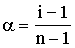 α = (i − 1)/(n − 1)